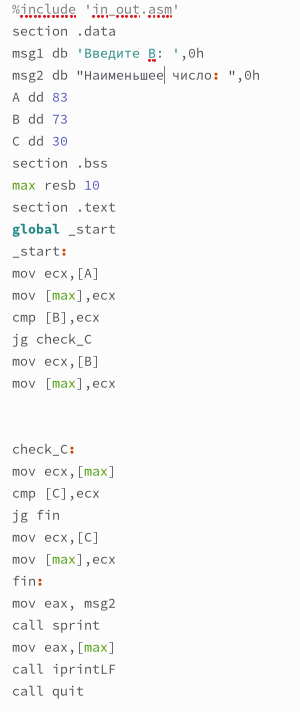 %include 'in_out.asm'
section .data
msg1 db 'Введите B: ',0h
msg2 db "Наименьшее число: ",0h
A dd 83
B dd 73
C dd 30
section .bss
max resb 10
section .text
global _start
_start:
mov ecx,[A]
mov [max],ecx
cmp [B],ecx
jg check_C
mov ecx,[B]
mov [max],ecx
check_C:
mov ecx,[max]
cmp [C],ecx
jg fin
mov ecx,[C]
mov [max],ecx
fin:
mov eax, msg2
call sprint
mov eax,[max]
call iprintLF
call quit